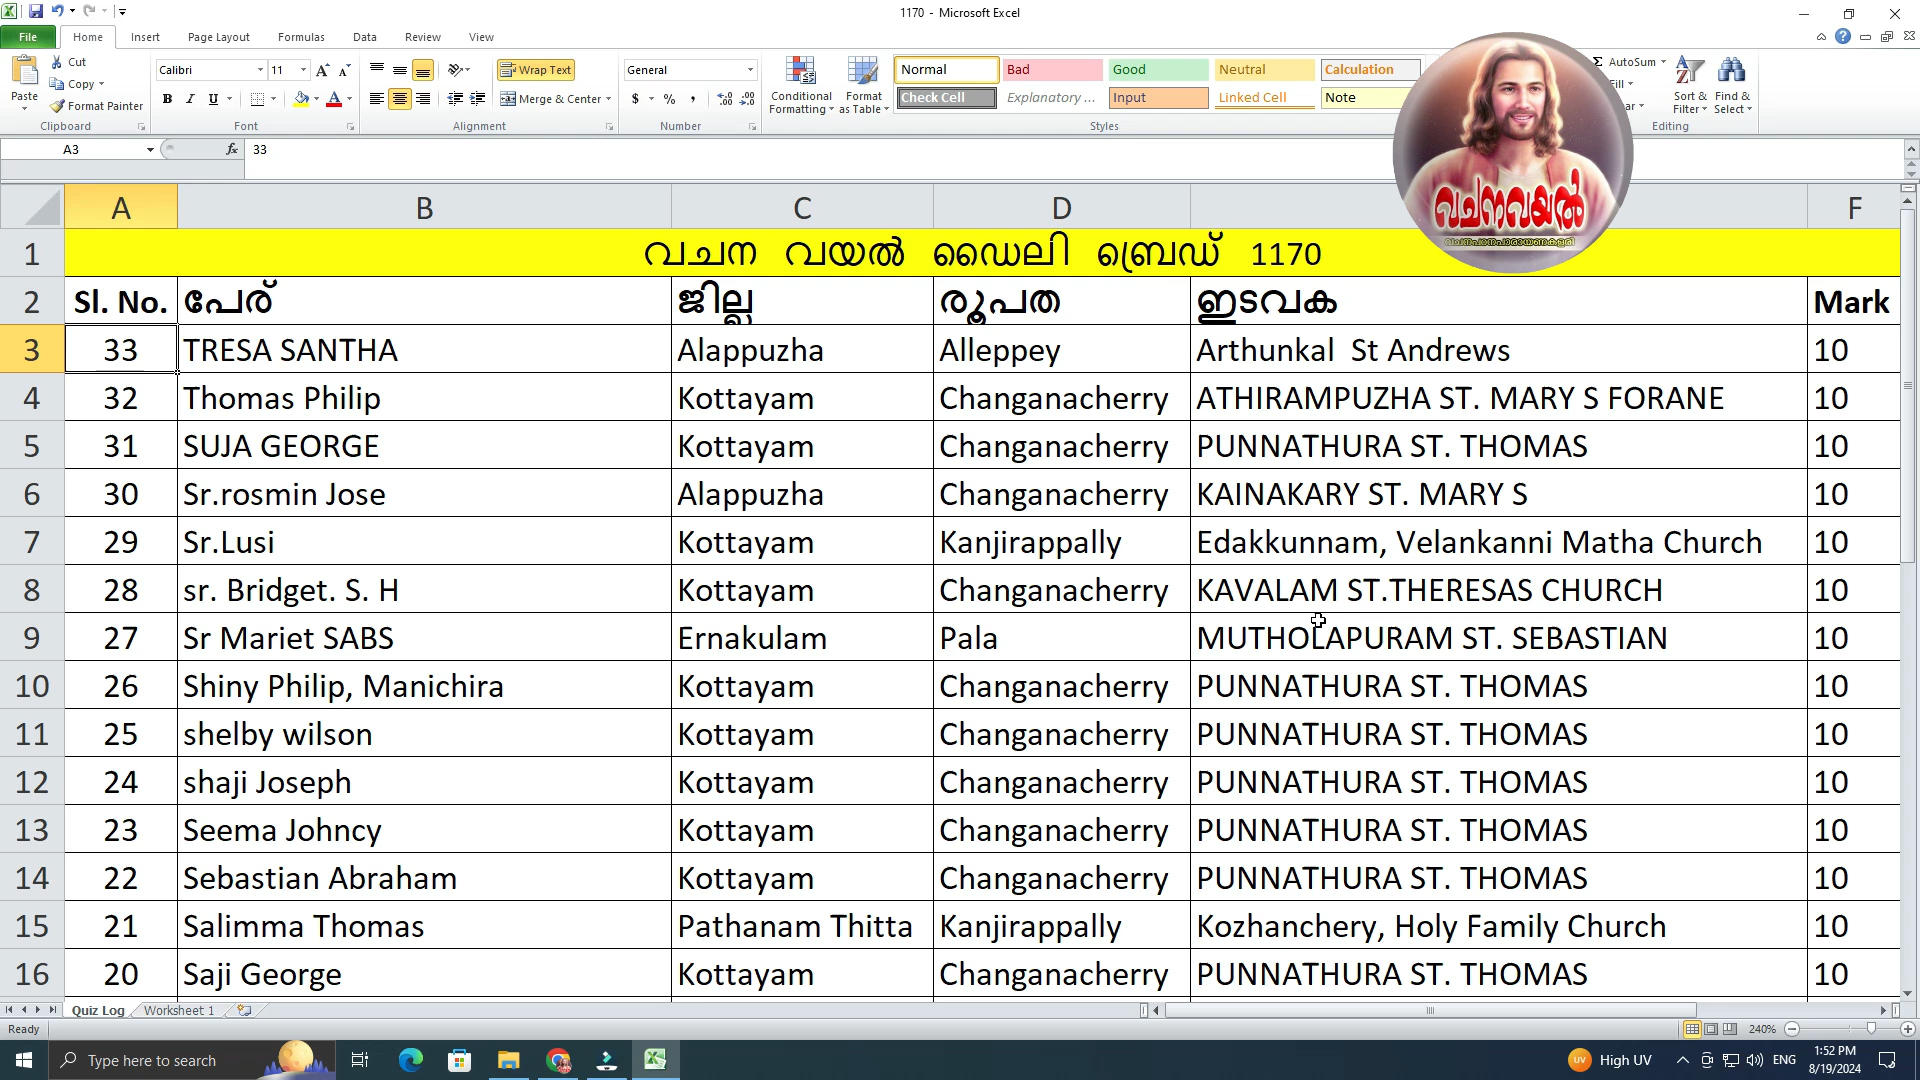 1170 - Microsoft Excel
File Home Insert Page Layout Formulas Data Review View
Cut
Copy
Format Painter
Paste
Clipboard
Calibri 11
B I U
Font
Wrap Text
Merge & Center
Alignment
General
$ % ,
Number
Conditional Formatting
Format as Table
Normal Bad Good Neutral Calculation
Check Cell Explanatory ... Input Linked Cell Note
Styles
Σ AutoSum
Sort & Filter
Find & Select
Editing
A3 fx 33
വചനവയൽ
A B C D F
1 വചന വയൽ ഡൈലി ബ്രെഡ് 1170
2 Sl. No. പേര് ജില്ല രൂപത ഇടവക Mark
3 33 TRESA SANTHA Alappuzha Alleppey Arthunkal St Andrews 10
4 32 Thomas Philip Kottayam Changanacherry ATHIRAMPUZHA ST. MARY S FORANE 10
5 31 SUJA GEORGE Kottayam Changanacherry PUNNATHURA ST. THOMAS 10
6 30 Sr.rosmin Jose Alappuzha Changanacherry KAINAKARY ST. MARY S 10
7 29 Sr.Lusi Kottayam Kanjirappally Edakkunnam, Velankanni Matha Church 10
8 28 sr. Bridget. S. H Kottayam Changanacherry KAVALAM ST.THERESAS CHURCH 10
9 27 Sr Mariet SABS Ernakulam Pala MUTHOLAPURAM ST. SEBASTIAN 10
10 26 Shiny Philip, Manichira Kottayam Changanacherry PUNNATHURA ST. THOMAS 10
11 25 shelby wilson Kottayam Changanacherry PUNNATHURA ST. THOMAS 10
12 24 shaji Joseph Kottayam Changanacherry PUNNATHURA ST. THOMAS 10
13 23 Seema Johncy Kottayam Changanacherry PUNNATHURA ST. THOMAS 10
14 22 Sebastian Abraham Kottayam Changanacherry PUNNATHURA ST. THOMAS 10
15 21 Salimma Thomas Pathanam Thitta Kanjirappally Kozhanchery, Holy Family Church 10
16 20 Saji George Kottayam Changanacherry PUNNATHURA ST. THOMAS 10
Quiz Log Worksheet 1
Ready 240%
Type here to search
UV High UV ENG 1:52 PM
8/19/2024